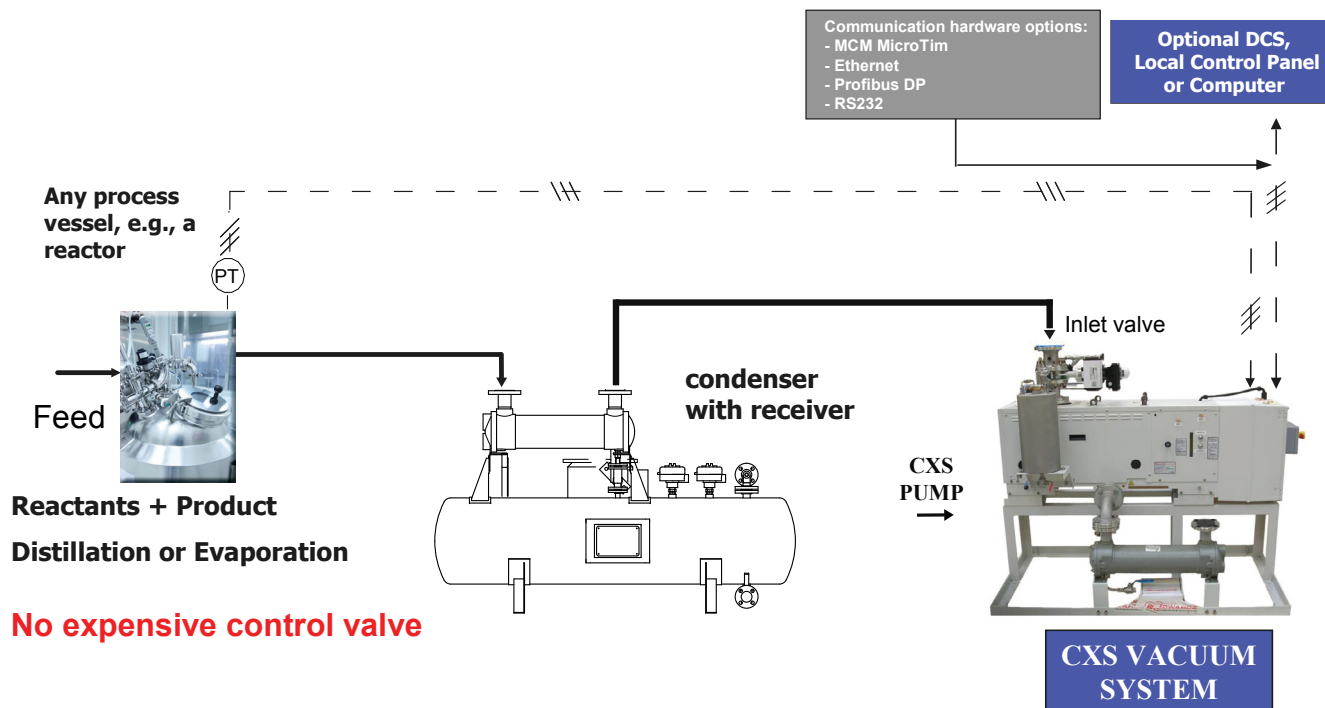 Communication hardware options:
- MCM MicroTim
- Ethernet
- Profibus DP
- RS232
Optional DCS,
Local Control Panel
or Computer
Any process
vessel, e.g., a
reactor
PT
Inlet valve
Feed
condenser
with receiver
CXS
PUMP
Reactants + Product
Distillation or Evaporation
No expensive control valve
CXS VACUUM
SYSTEM